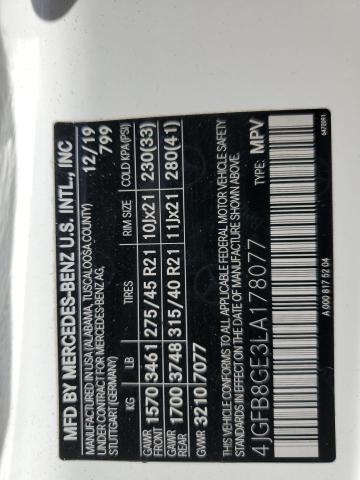 MFD BY MERCEDES-BENZ U.S. INTL., INC
MANUFACTURED IN USA (ALABAMA, TUSCALOOSA COUNTY) 12/19
UNDER CONTRACT FOR MERCEDES-BENZ AG, 799
STUTTGART (GERMANY)
KG LB TIRES RIM SIZE COLD KPA (PSI)
GAWR FRONT 1570 3461 275/45 R21 10Jx21 230(33)
GAWR REAR 1700 3748 315/40 R21 11Jx21 280(41)
GVWR 3210 7077
THIS VEHICLE CONFORMS TO ALL APPLICABLE FEDERAL MOTOR VEHICLE SAFETY
STANDARDS IN EFFECT ON THE DATE OF MANUFACTURE SHOWN ABOVE.
4JGFB8GE3LA178077 TYPE: MPV
A 000 817 52 04